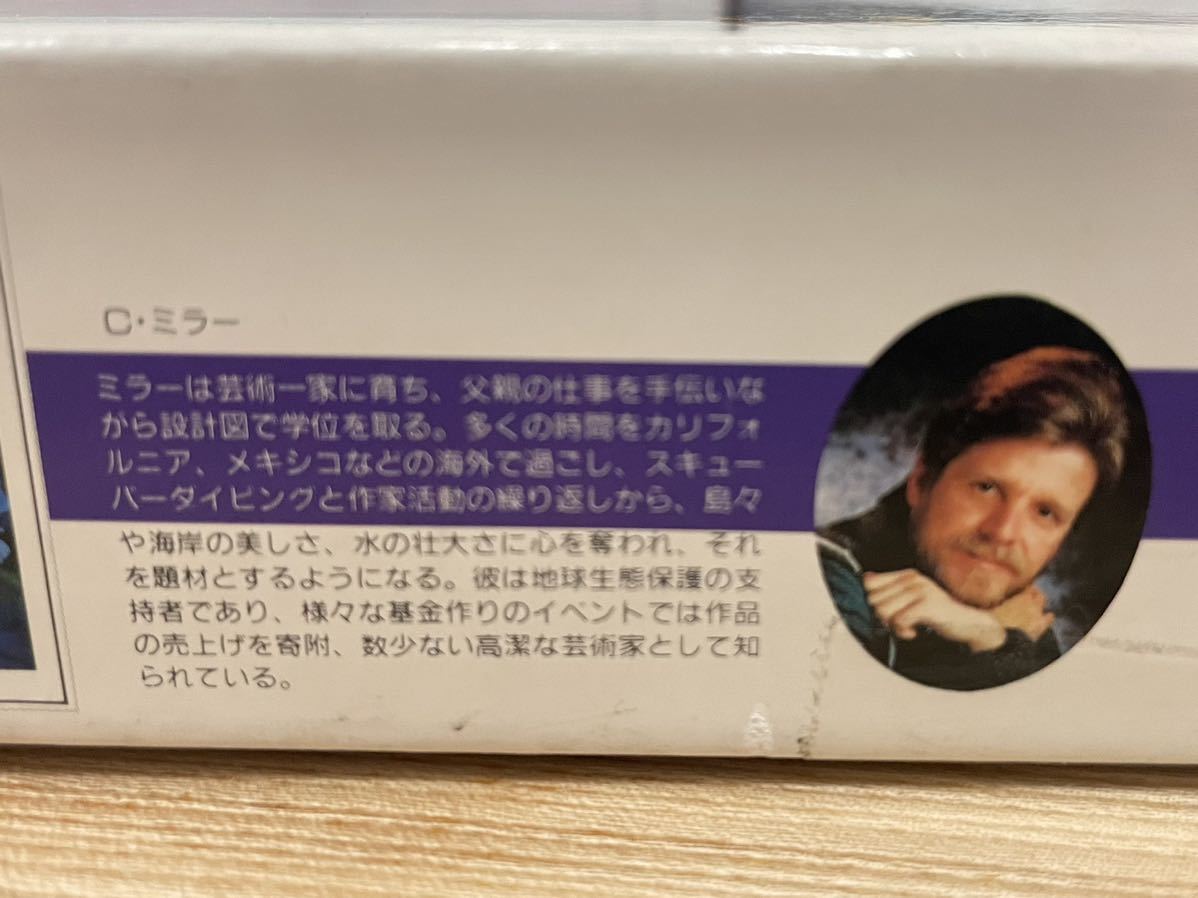 C・ミラー
ミラーは芸術一家に育ち、父親の仕事を手伝いな
がら設計図で学位を取る。多くの時間をカリフォ
ルニア、メキシコなどの海外で過ごし、スキュー
バーダイビングと作家活動の繰り返しから、島々
や海岸の美しさ、水の壮大さに心を奪われ、それ
を題材とするようになる。彼は地球生態保護の支
持者であり、様々な基金作りのイベントでは作品
の売上げを寄附、数少ない高潔な芸術家として知
られている。